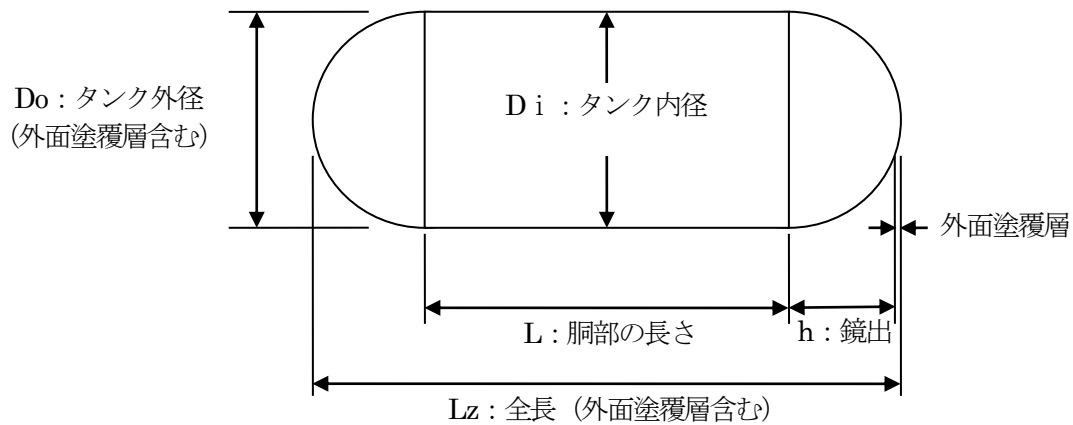 Do：タンク外径
（外面塗覆層含む）
Dｉ：タンク内径
外面塗覆層
L：胴部の長さ
h：鏡出
Lz：全長（外面塗覆層含む）